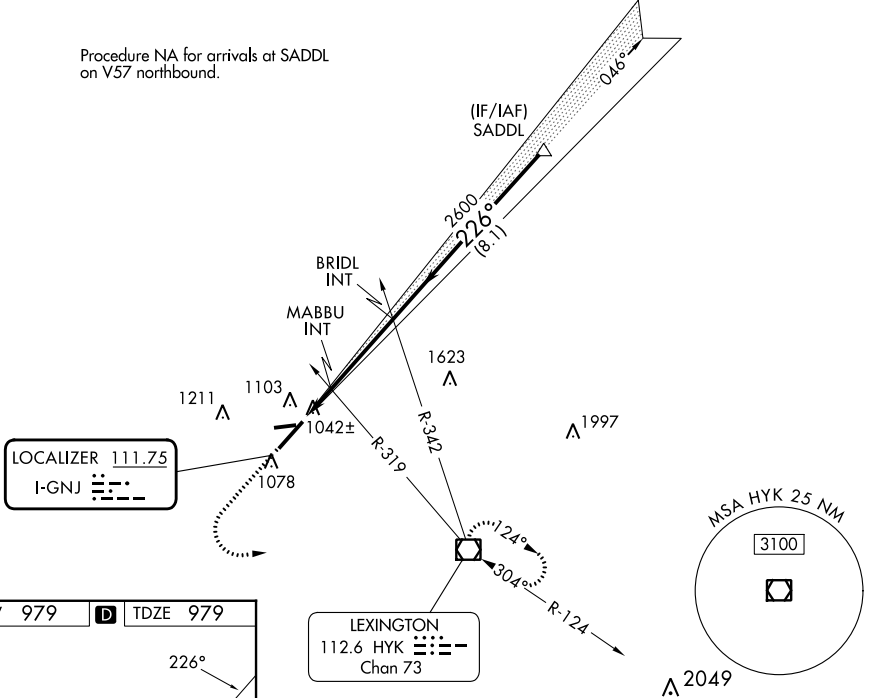 Procedure NA for arrivals at SADDL
on V57 northbound.
046°
(IF/IAF)
SADDL
2600
226°
(8.1)
BRIDL
INT
MABBU
INT
1623
1211
1103
1042±
1997
R-342
R-319
LOCALIZER 111.75
I-GNJ
1078
MSA HYK 25 NM
3100
124°
304°
R-124
LEXINGTON
112.6 HYK
Chan 73
979
D
TDZE 979
226°
2049